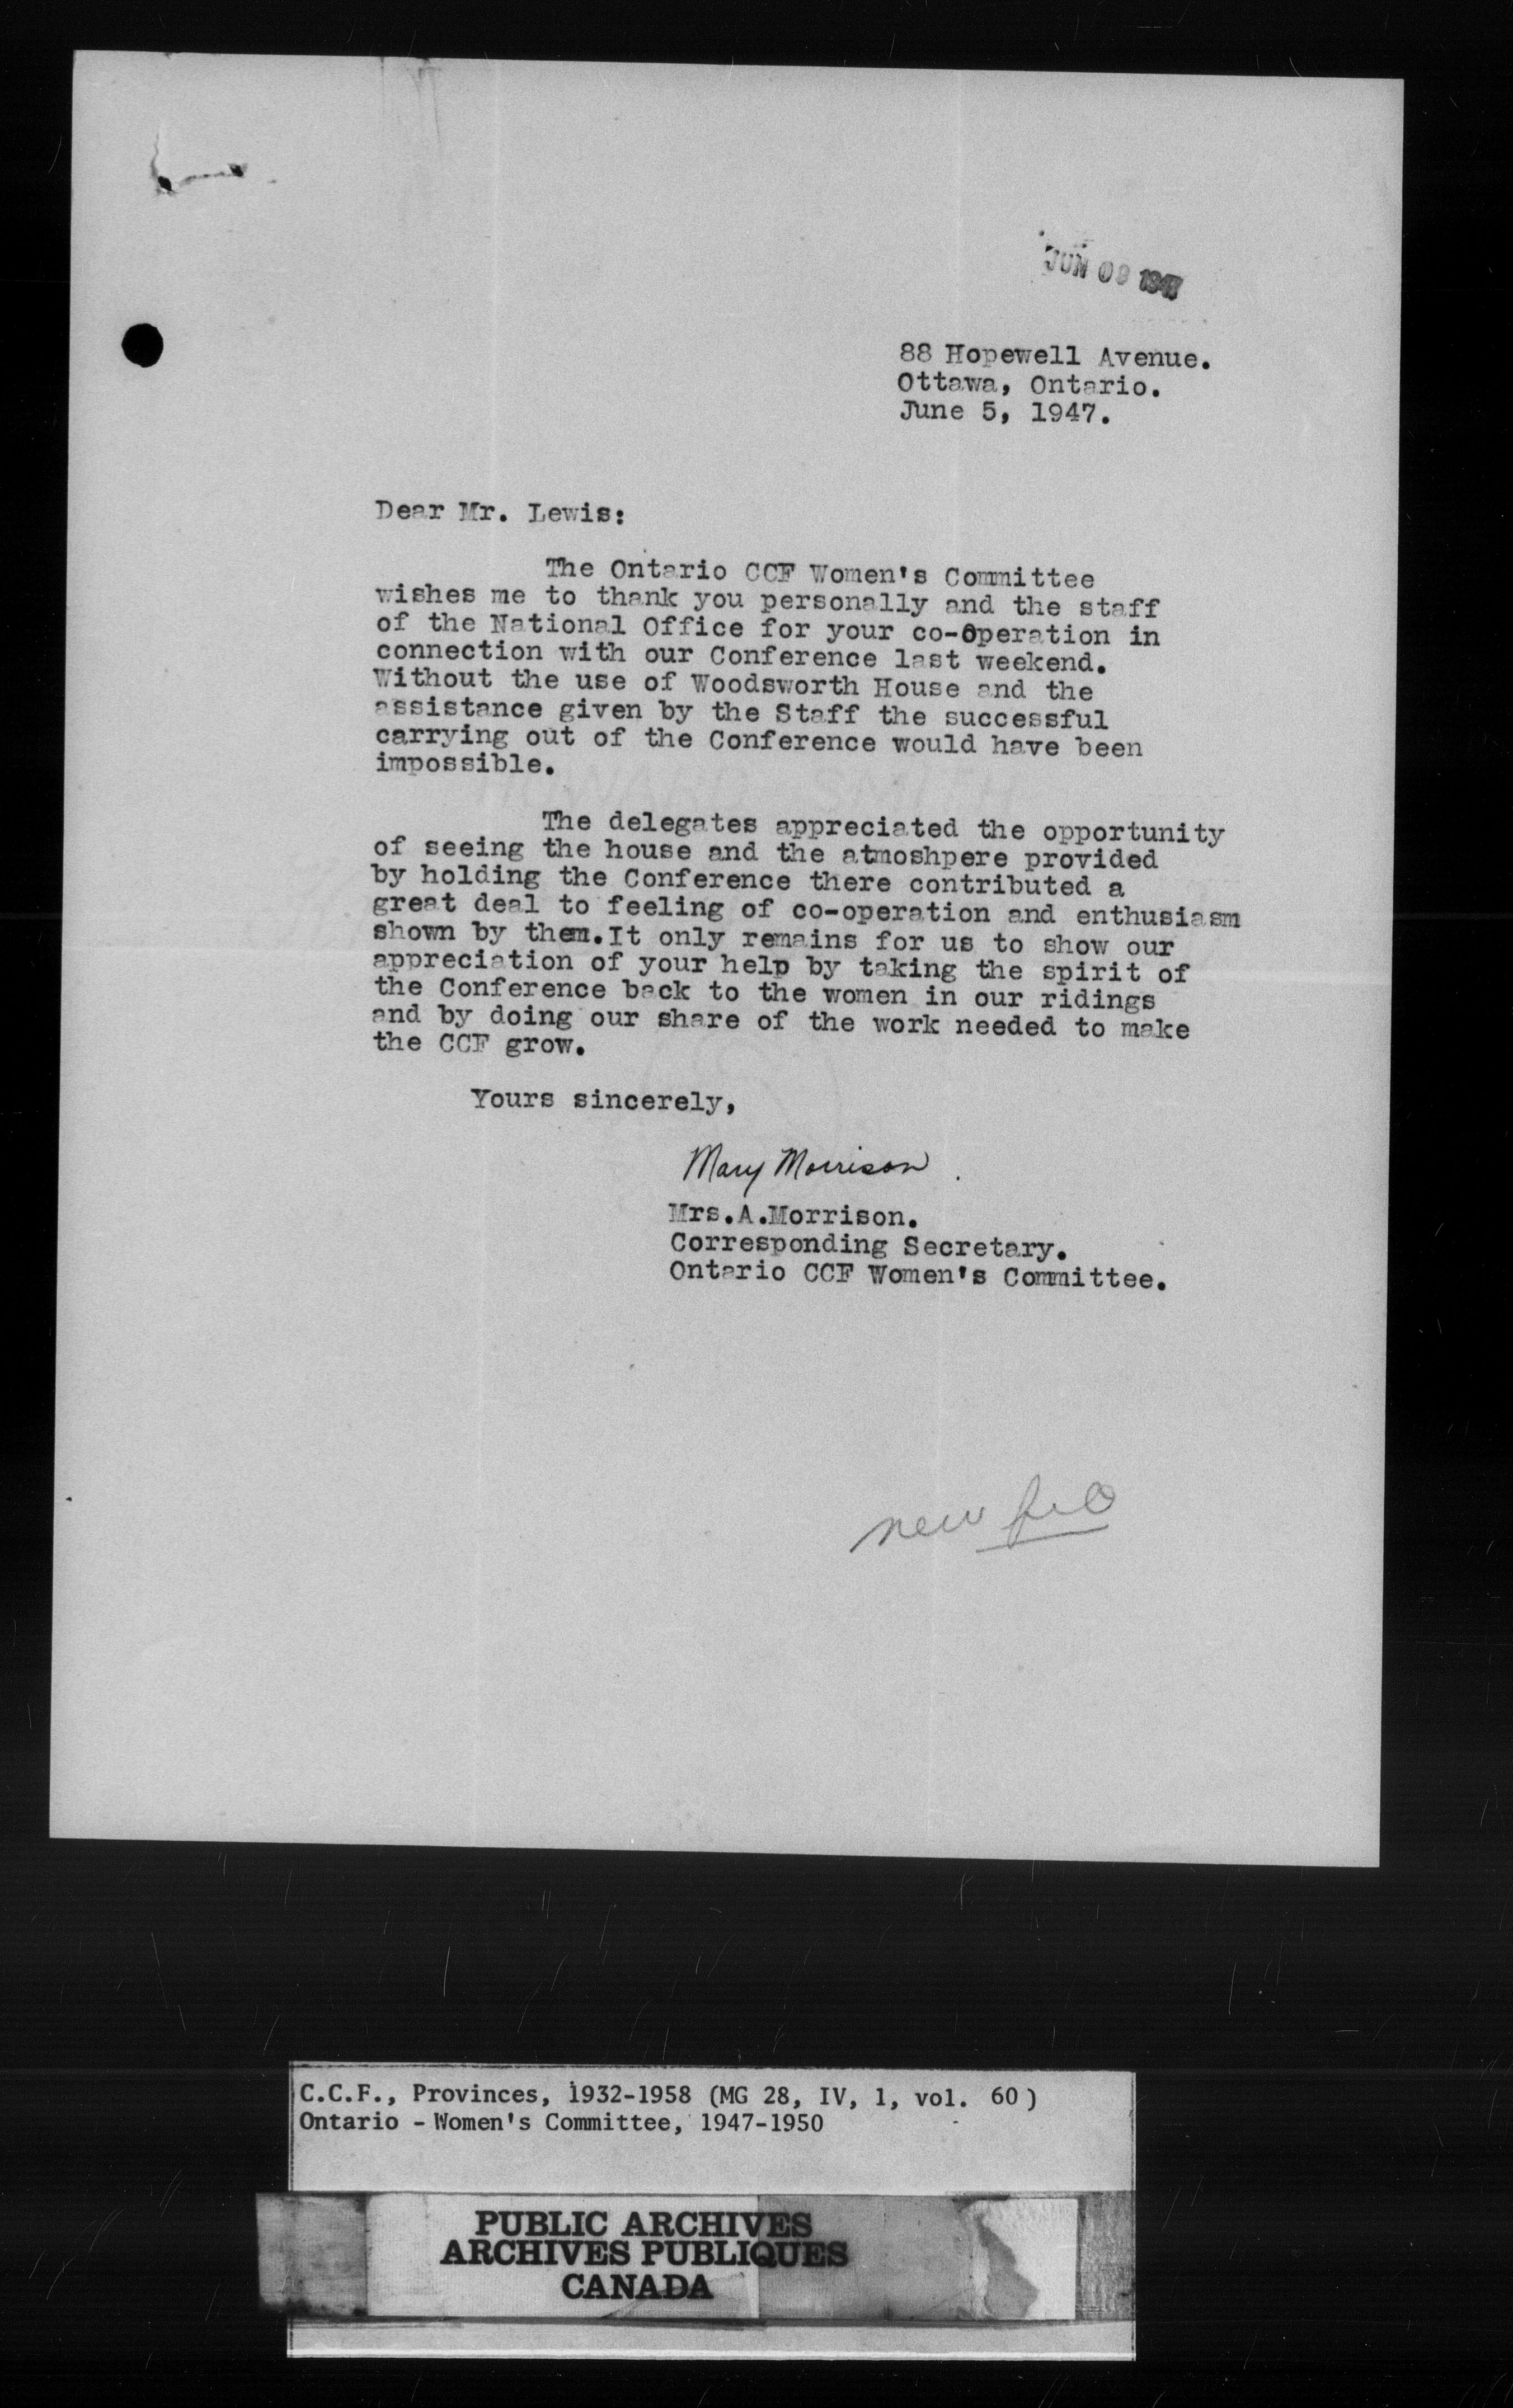 JUN 09 1947
88 Hopewell Avenue.
Ottawa, Ontario.
June 5, 1947.
Dear Mr. Lewis:
The Ontario CCF Women's Committee
wishes me to thank you personally and the staff
of the National Office for your co-operation in
connection with our Conference last weekend.
Without the use of Woodsworth House and the
assistance given by the Staff the successful
carrying out of the Conference would have been
impossible.
The delegates appreciated the opportunity
of seeing the house and the atmoshpere provided
by holding the Conference there contributed a
great deal to feeling of co-operation and enthusiasm
shown by them.It only remains for us to show our
appreciation of your help by taking the spirit of
the Conference back to the women in our ridings
and by doing our share of the work needed to make
the CCF grow.
Yours sincerely,
Mary Morrison.
Mrs.A.Morrison.
Corresponding Secretary.
Ontario CCF Women's Committee.
new file
C.C.F., Provinces, 1932-1958 (MG 28, IV, 1, vol. 60)
Ontario - Women's Committee, 1947-1950
PUBLIC ARCHIVES
ARCHIVES PUBLIQUES
CANADA